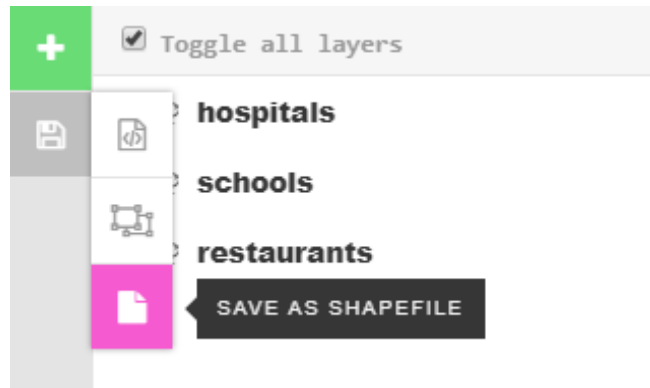 Toggle all layers
hospitals
schools
restaurants
SAVE AS SHAPEFILE